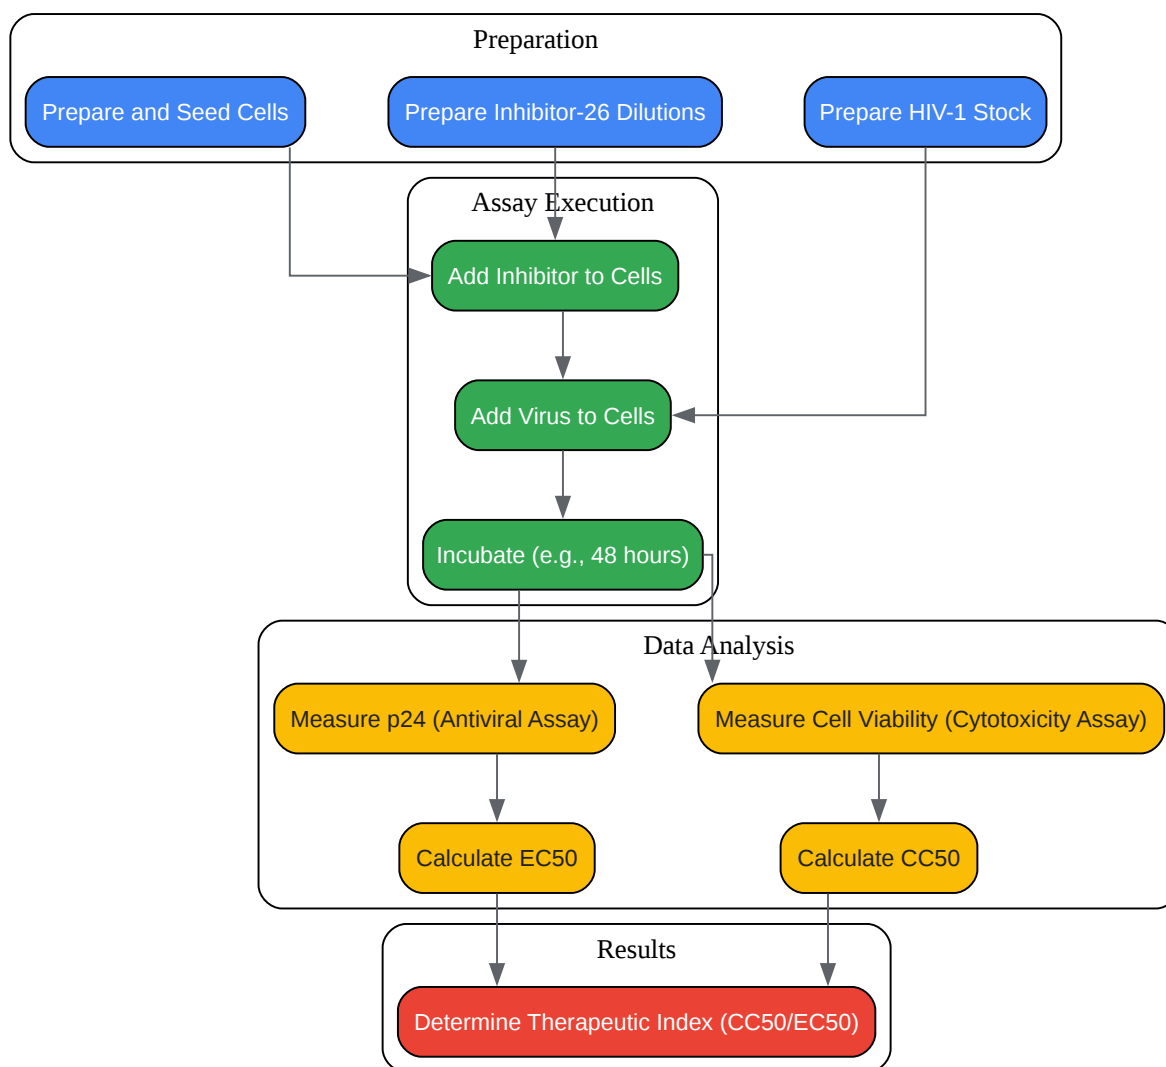 Preparation
Prepare and Seed Cells
Prepare Inhibitor-26 Dilutions
Prepare HIV-1 Stock
Assay Execution
Add Inhibitor to Cells
Add Virus to Cells
Incubate (e.g., 48 hours)
Data Analysis
Measure p24 (Antiviral Assay)
Measure Cell Viability (Cytotoxicity Assay)
Calculate EC50
Calculate CC50
Results
Determine Therapeutic Index (CC50/EC50)